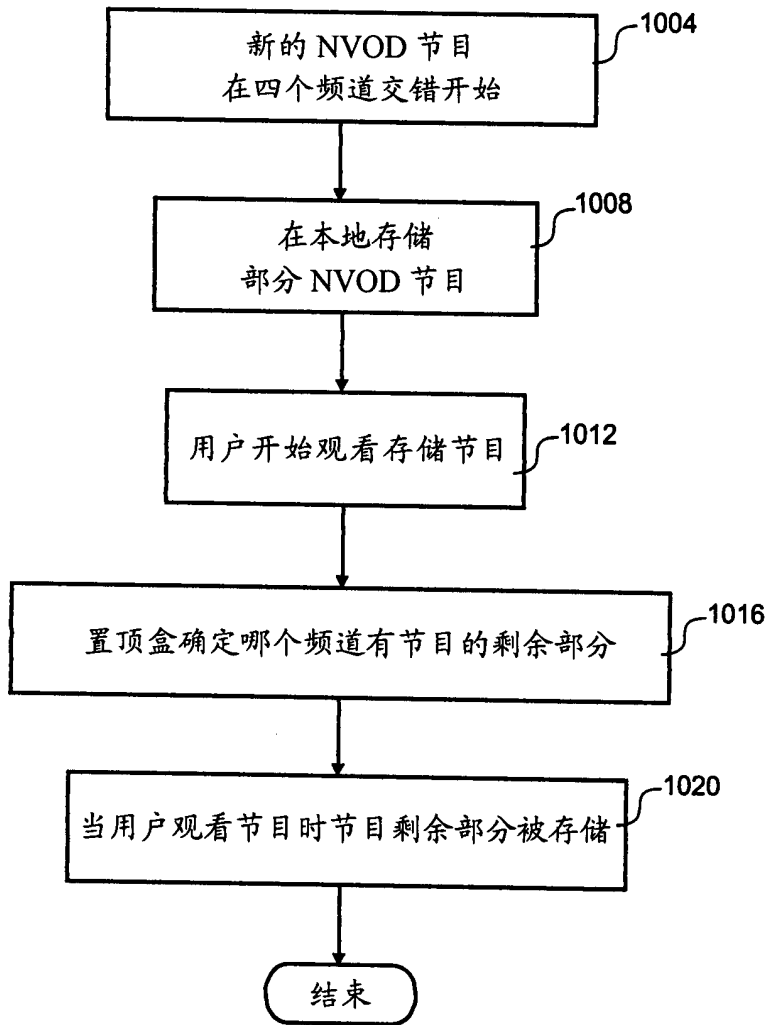 新的 NVOD 节目
在四个频道交错开始
1004
在本地存储
部分 NVOD 节目
1008
用户开始观看存储节目
1012
置顶盒确定哪个频道有节目的剩余部分
1016
当用户观看节目时节目剩余部分被存储
1020
结束